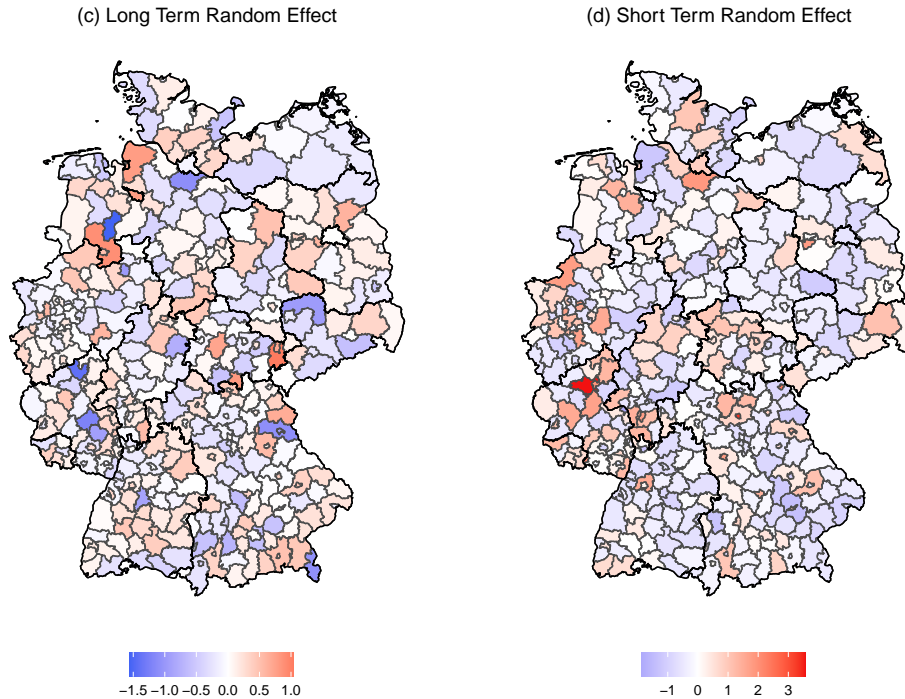 (c) Long Term Random Effect
(d) Short Term Random Effect
−1.5 −1.0 −0.5 0.0 0.5 1.0
−1 0 1 2 3